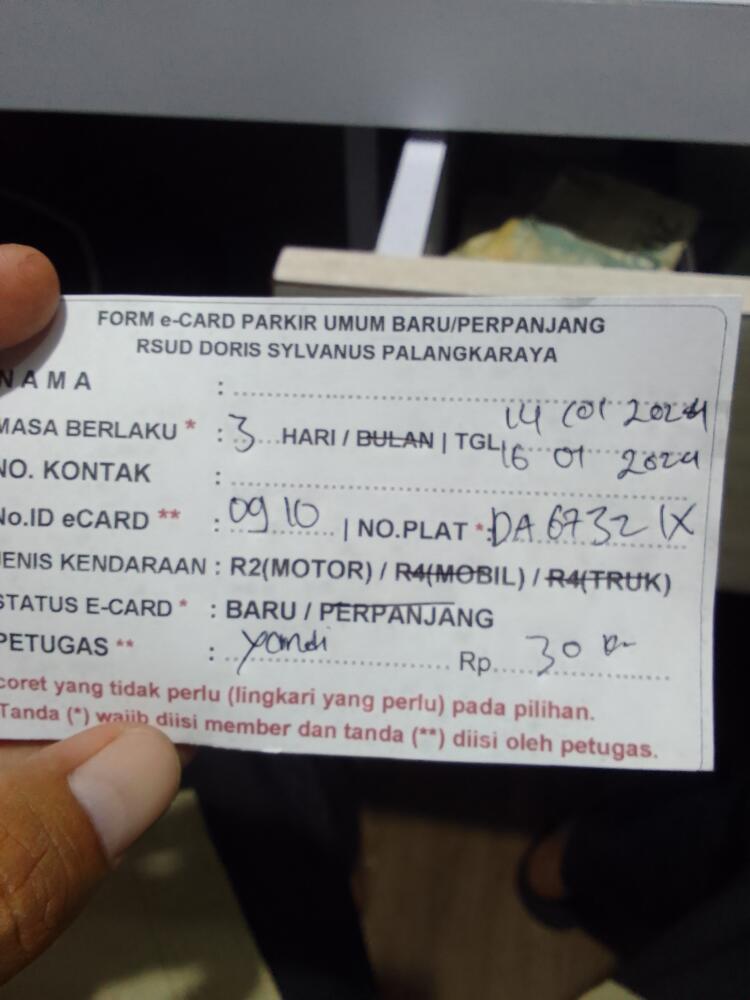 FORM e-CARD PARKIR UMUM BARU/PERPANJANG
RSUD DORIS SYLVANUS PALANGKARAYA
NAMA :
MASA BERLAKU * : 3 HARI / BULAN | TGL 14 01 2024
16 01 2024
NO. KONTAK :
No.ID eCARD ** : 0910 | NO.PLAT *: DA 6732 IX
JENIS KENDARAAN : R2(MOTOR) / R4(MOBIL) / R4(TRUK)
STATUS E-CARD * : BARU / PERPANJANG
PETUGAS ** : yandi Rp. 30
coret yang tidak perlu (lingkari yang perlu) pada pilihan.
Tanda (*) wajib diisi member dan tanda (**) diisi oleh petugas.